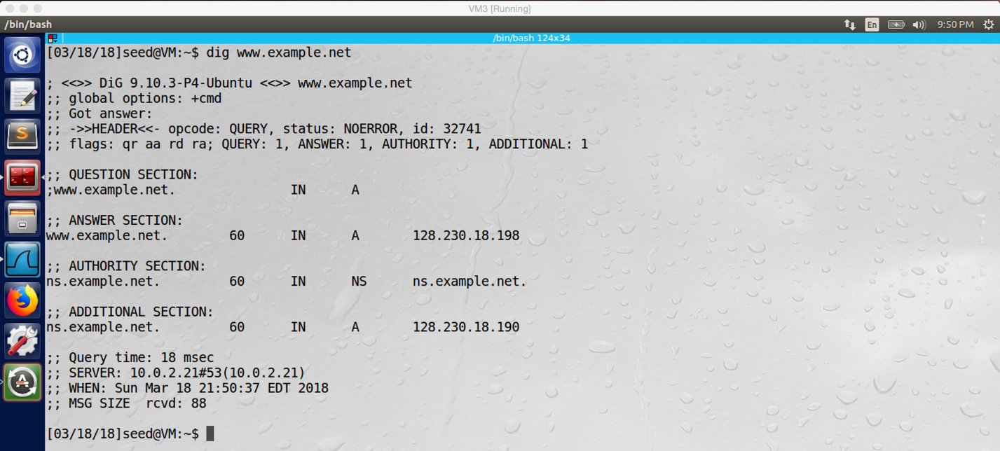 VM3 [Running]
/bin/bash
En
9:50 PM
/bin/bash 124x34
[03/18/18]seed@VM:~$ dig www.example.net
; <<>> DiG 9.10.3-P4-Ubuntu <<>> www.example.net
;; global options: +cmd
;; Got answer:
;; ->>HEADER<<- opcode: QUERY, status: NOERROR, id: 32741
;; flags: qr aa rd ra; QUERY: 1, ANSWER: 1, AUTHORITY: 1, ADDITIONAL: 1
;; QUESTION SECTION:
;www.example.net. IN A
;; ANSWER SECTION:
www.example.net. 60 IN A 128.230.18.198
;; AUTHORITY SECTION:
ns.example.net. 60 IN NS ns.example.net.
;; ADDITIONAL SECTION:
ns.example.net. 60 IN A 128.230.18.190
;; Query time: 18 msec
;; SERVER: 10.0.2.21#53(10.0.2.21)
;; WHEN: Sun Mar 18 21:50:37 EDT 2018
;; MSG SIZE rcvd: 88
[03/18/18]seed@VM:~$